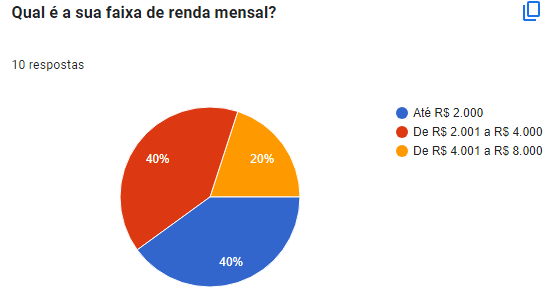 Qual é a sua faixa de renda mensal?
10 respostas
Até R$ 2.000
De R$ 2.001 a R$ 4.000
De R$ 4.001 a R$ 8.000
40%
20%
40%